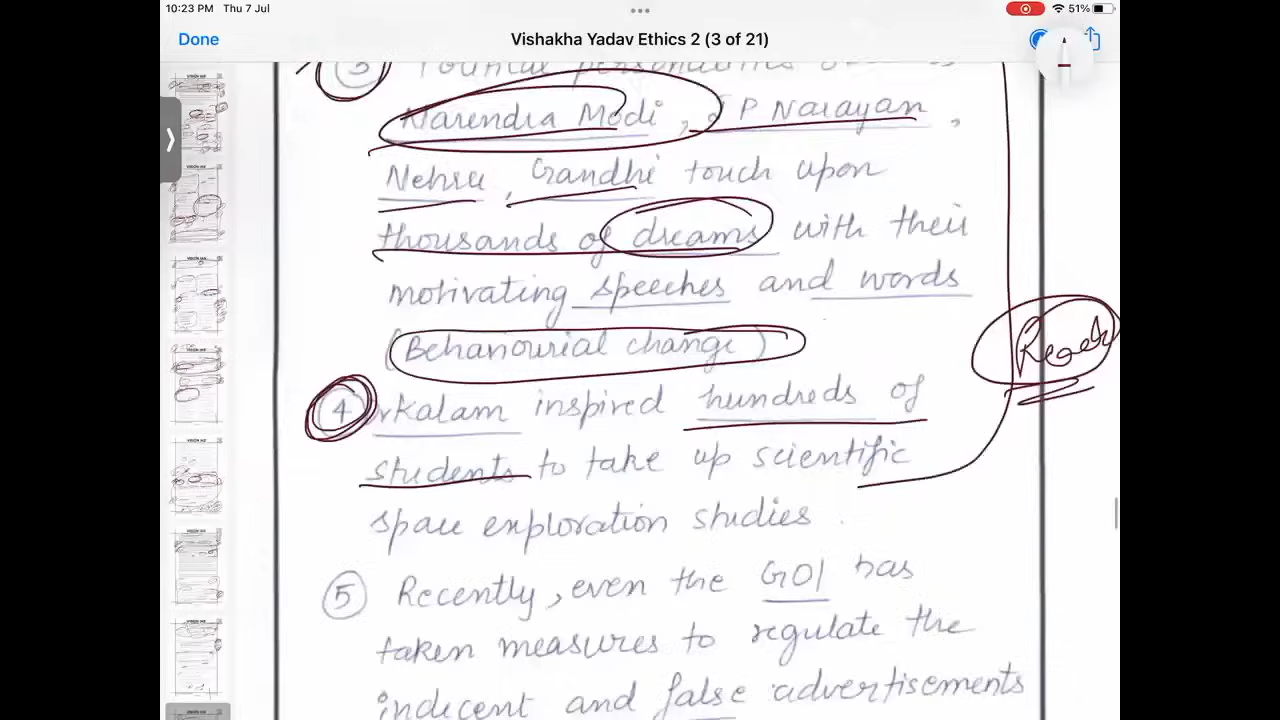 10:23 PM Thu 7 Jul
51%
Done
Vishakha Yadav Ethics 2 (3 of 21)
3
Narendra Modi, J P Narayan,
Nehru, Gandhi touch upon
thousands of dreams with their
motivating speeches and words
(Behanourial change)
4 kalam inspired hundreds of
students to take up scientific
space exploration studies.
5 Recently, even the GOI has
taken measures to regulate the
indecent and false advertisements